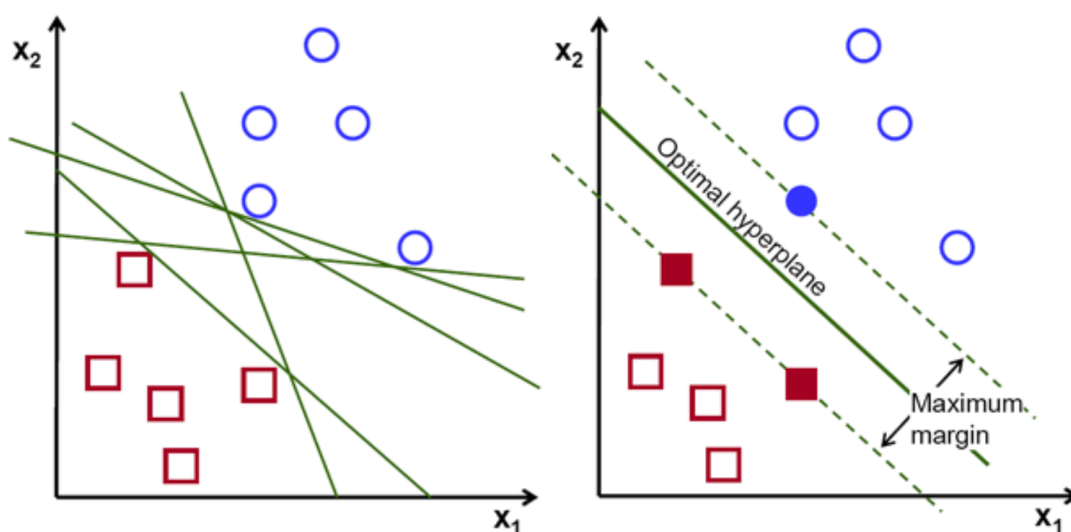 x₂
x₁
x₂
Optimal hyperplane
Maximum
margin
x₁